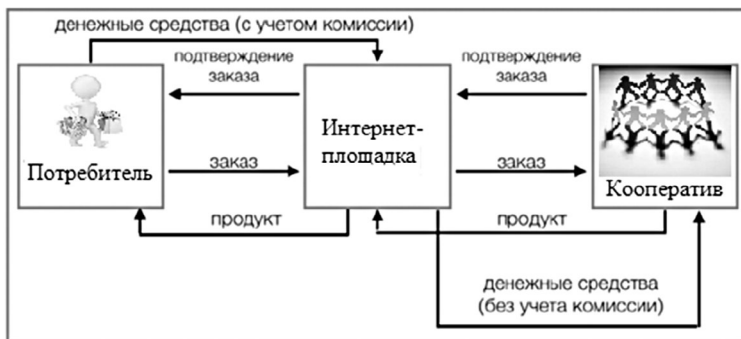 денежные средства (с учетом комиссии)
подтверждение
заказа
подтверждение
заказа
Интернет-
площадка
Потребитель
заказ
заказ
Кооператив
продукт
продукт
денежные средства
(без учета комиссии)